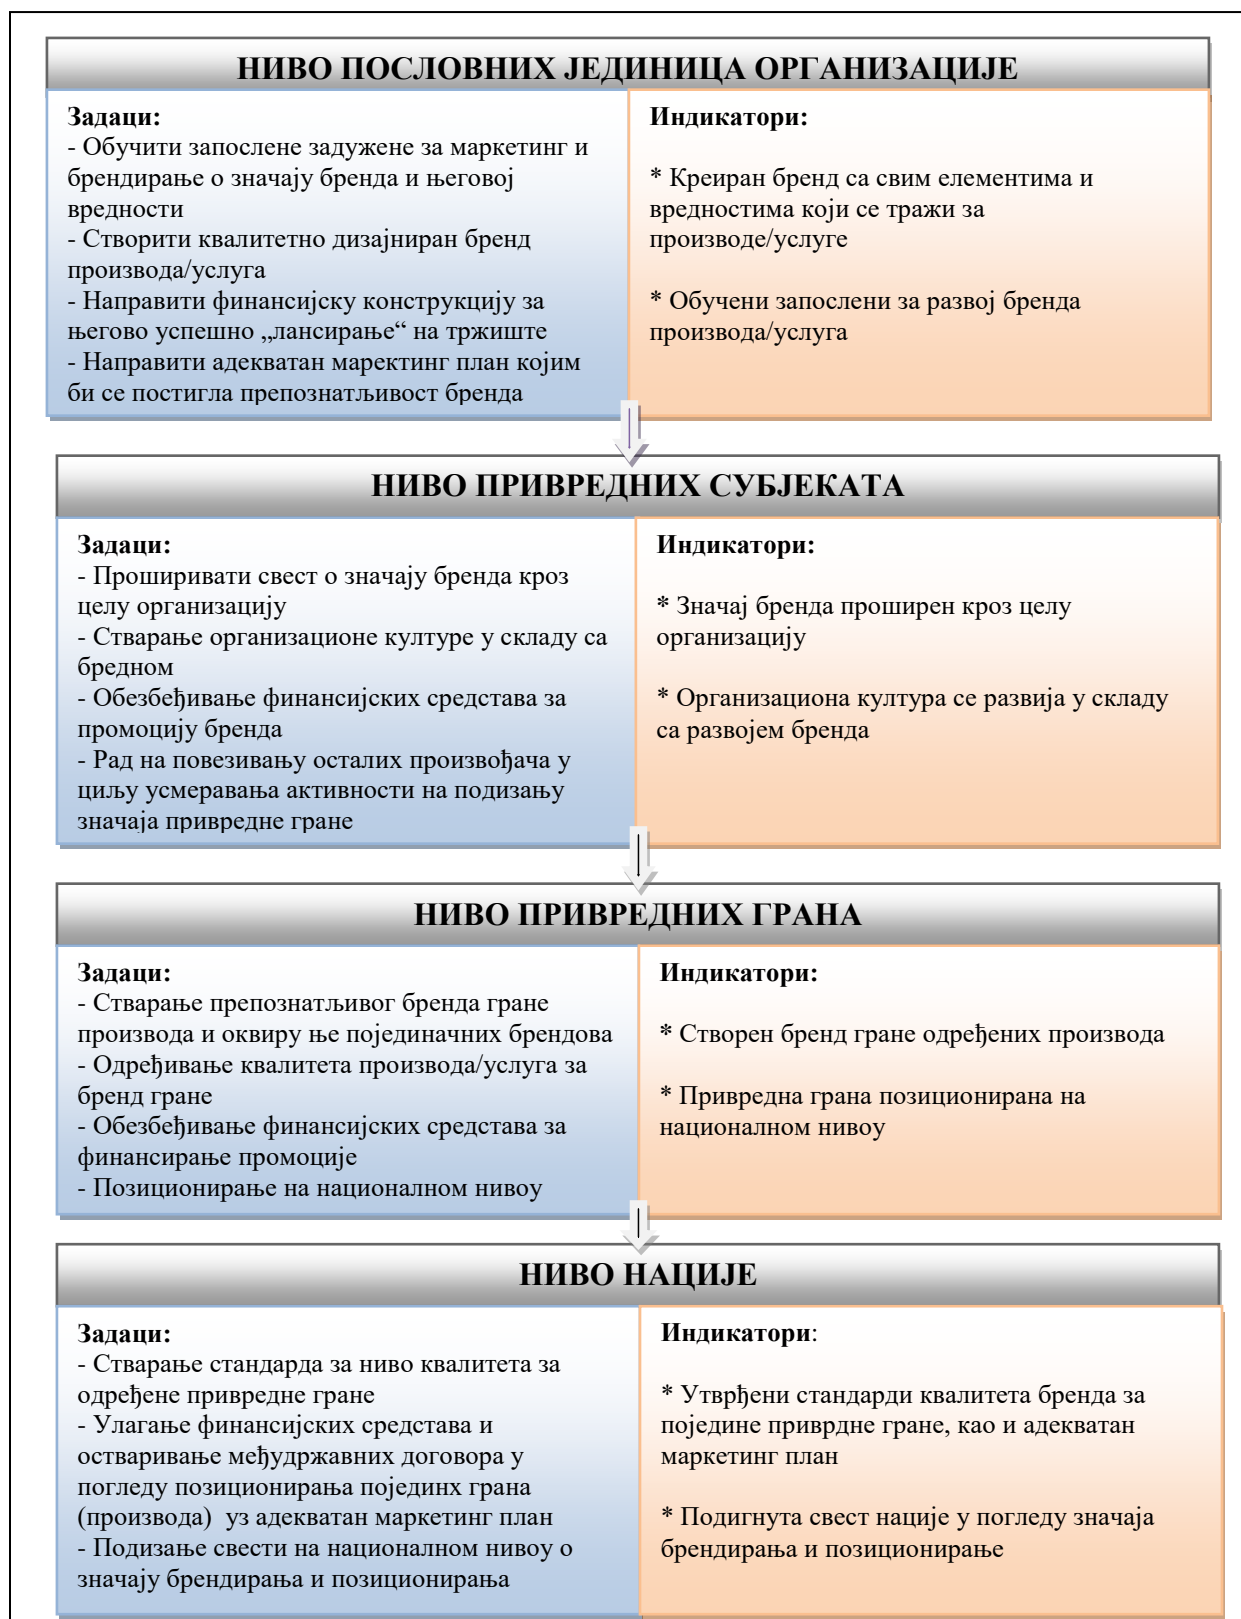 НИВО ПОСЛОВНИХ ЈЕДИНИЦА ОРГАНИЗАЦИЈЕ
Задаци:
- Обучити запослене задужене за маркетинг и
брендирање о значају бренда и његовој
вредности
- Створити квалитетно дизајниран бренд
производа/услуга
- Направити финансијску конструкцију за
његово успешно „лансирање“ на тржиште
- Направити адекватан маректинг план којим
би се постигла препознатљивост бренда
Индикатори:
* Креиран бренд са свим елементима и
вредностима који се тражи за
производе/услуге
* Обучени запослени за развој бренда
производа/услуга
НИВО ПРИВРЕДНИХ СУБЈЕКАТА
Задаци:
- Проширивати свест о значају бренда кроз
целу организацију
- Стварање организационе културе у складу са
бредном
- Обезбеђивање финансијских средстава за
промоцију бренда
- Рад на повезивању осталих произвођача у
циљу усмеравања активности на подизању
значаја привредне гране
Индикатори:
* Значај бренда проширен кроз целу
организацију
* Организациона култура се развија у складу
са развојем бренда
НИВО ПРИВРЕДНИХ ГРАНА
Задаци:
- Стварање препознатљивог бренда гране
производа и оквиру ње појединачних брендова
- Одређивање квалитета производа/услуга за
бренд гране
- Обезбеђивање финансијских средстава за
финансирање промоције
- Позиционирање на националном нивоу
Индикатори:
* Створен бренд гране одређених производа
* Привредна грана позиционирана на
националном нивоу
НИВО НАЦИЈЕ
Задаци:
- Стварање стандарда за ниво квалитета за
одређене привредне гране
- Улагање финансијских средстава и
остваривање међудржавних договора у
погледу позиционирања појединх грана
(производа)  уз адекватан маркетинг план
- Подизање свести на националном нивоу о
значају брендирања и позиционирања
Индикатори:
* Утврђени стандарди квалитета бренда за
поједине приврдне гране, као и адекватан
маркетинг план
* Подигнута свест нације у погледу значаја
брендирања и позиционирање